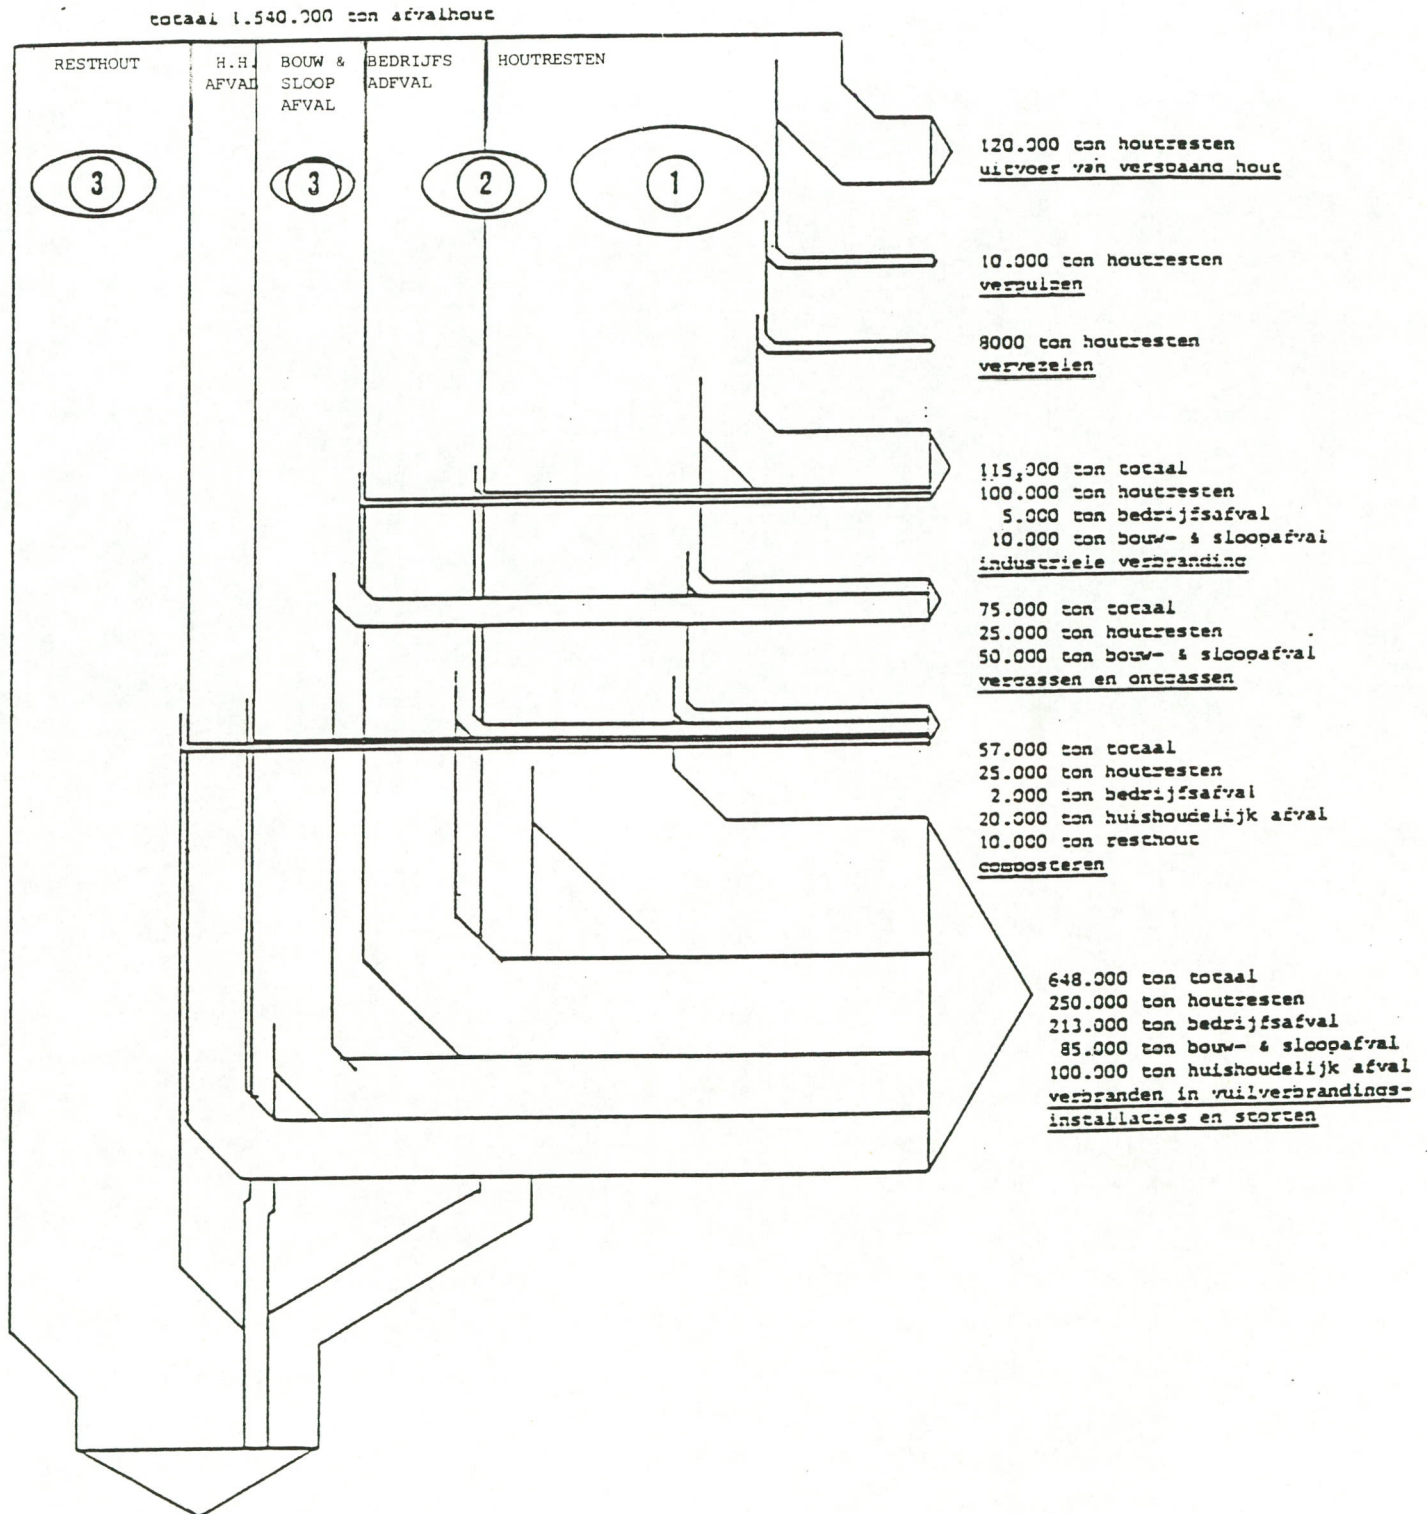 totaal 1.540.000 ton afvalhout
RESTHOUT
H.H.
AFVAL
BOUW &
SLOOP
AFVAL
BEDRIJFS
ADFVAL
HOUTRESTEN
3
3
2
1
120.000 ton houtresten
uitvoer van verspaand hout
10.000 ton houtresten
verpulpen
8000 ton houtresten
vervezelen
115.000 ton totaal
100.000 ton houtresten
5.000 ton bedrijfsafval
10.000 ton bouw- & sloopafval
industriele verbranding
75.000 ton totaal
25.000 ton houtresten
50.000 ton bouw- & sloopafval
vergassen en ontgassen
57.000 ton totaal
25.000 ton houtresten
2.000 ton bedrijfsafval
20.000 ton huishoudelijk afval
10.000 ton resthout
composteren
648.000 ton totaal
250.000 ton houtresten
213.000 ton bedrijfsafval
85.000 ton bouw- & sloopafval
100.000 ton huishoudelijk afval
verbranden in vuilverbrandings-
installaties en storten